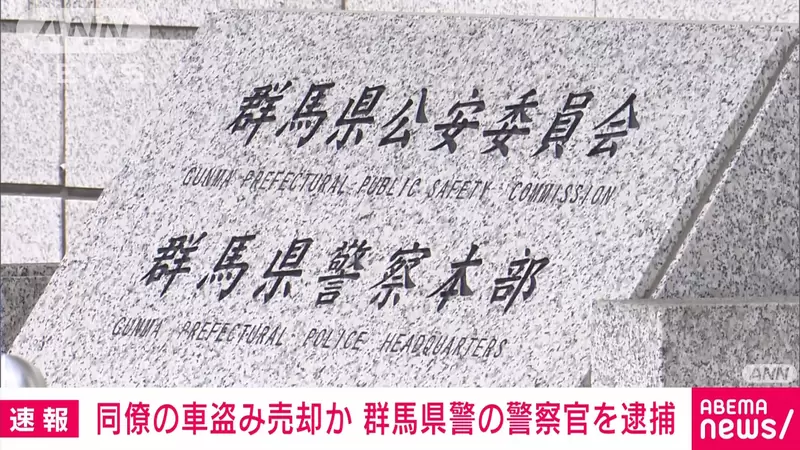 ANN
NEWS
群馬県公安委員会
GUNMA PREFECTURAL PUBLIC SAFETY COMMISSION
群馬県警察本部
GUNMA PREFECTURAL POLICE HEADQUARTERS
ANN
速報 同僚の車盗み売却か 群馬県警の警察官を逮捕
ABEMA
news/